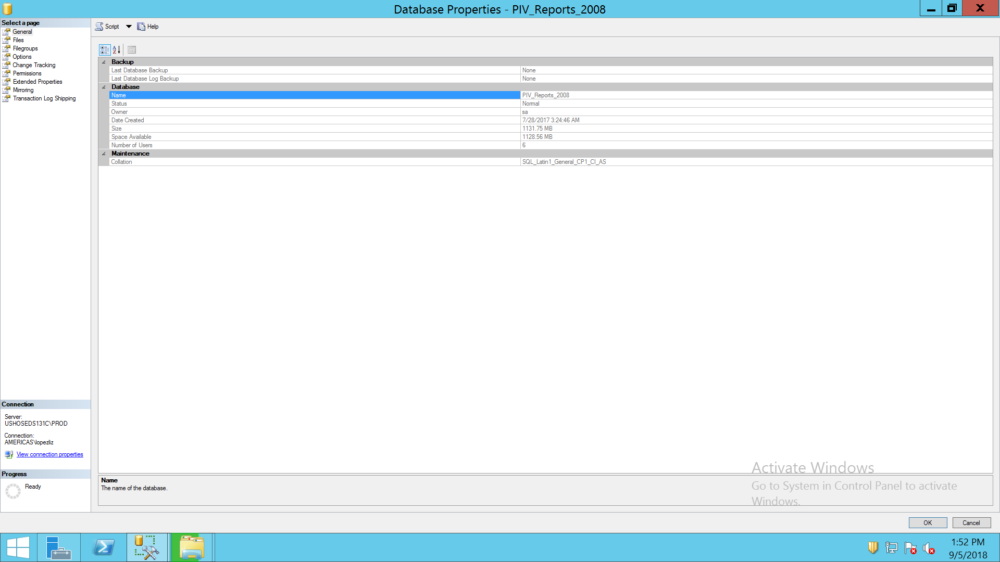 Database Properties - PIV_Reports_2008
Select a page
General
Files
Filegroups
Options
Change Tracking
Permissions
Extended Properties
Mirroring
Transaction Log Shipping
Script
Help
Backup
Last Database Backup None
Last Database Log Backup None
Database
Name PIV_Reports_2008
Status Normal
Owner sa
Date Created 7/28/2017 3:24:46 AM
Size 1131.75 MB
Space Available 1128.56 MB
Number of Users 6
Maintenance
Collation SQL_Latin1_General_CP1_CI_AS
Connection
Server:
USHOSEDS131C\PROD
Connection:
AMERICAS\lopezliz
View connection properties
Progress
Ready
Name
The name of the database.
Activate Windows
Go to System in Control Panel to activate
Windows.
OK Cancel
1:52 PM
9/5/2018